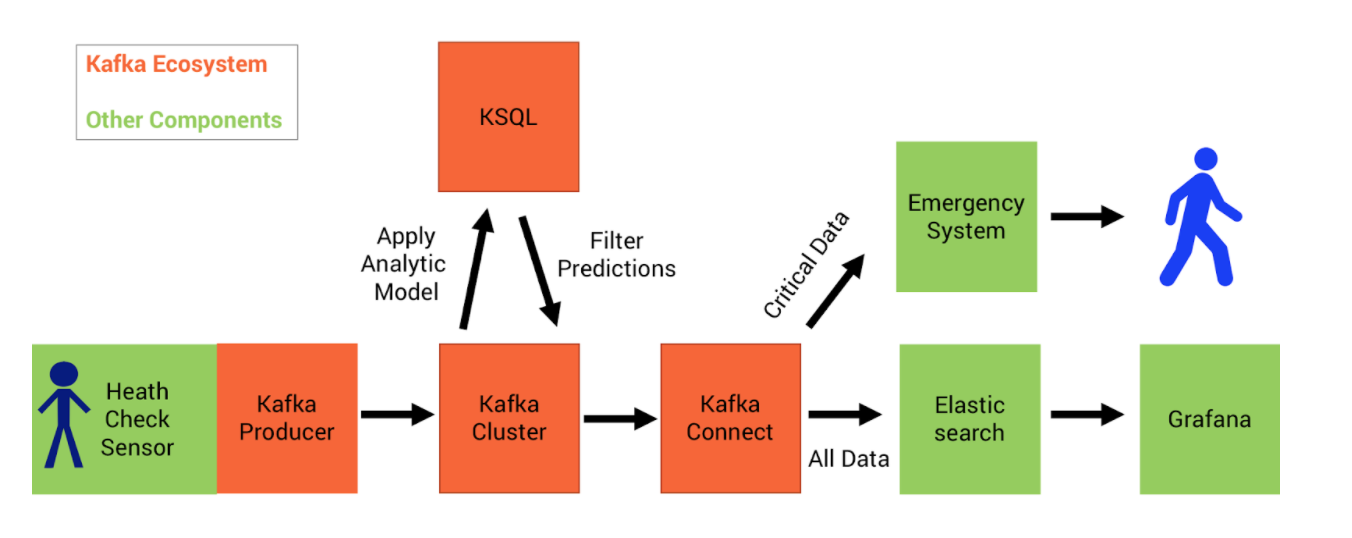 Kafka Ecosystem
Other Components
KSQL
Apply
Analytic
Model
Filter
Predictions
Critical Data
Emergency
System
Heath
Check
Sensor
Kafka
Producer
Kafka
Cluster
Kafka
Connect
All Data
Elastic
search
Grafana